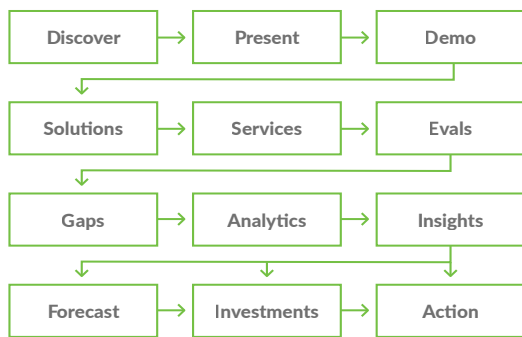 Discover Present Demo
Solutions Services Evals
Gaps Analytics Insights
Forecast Investments Action